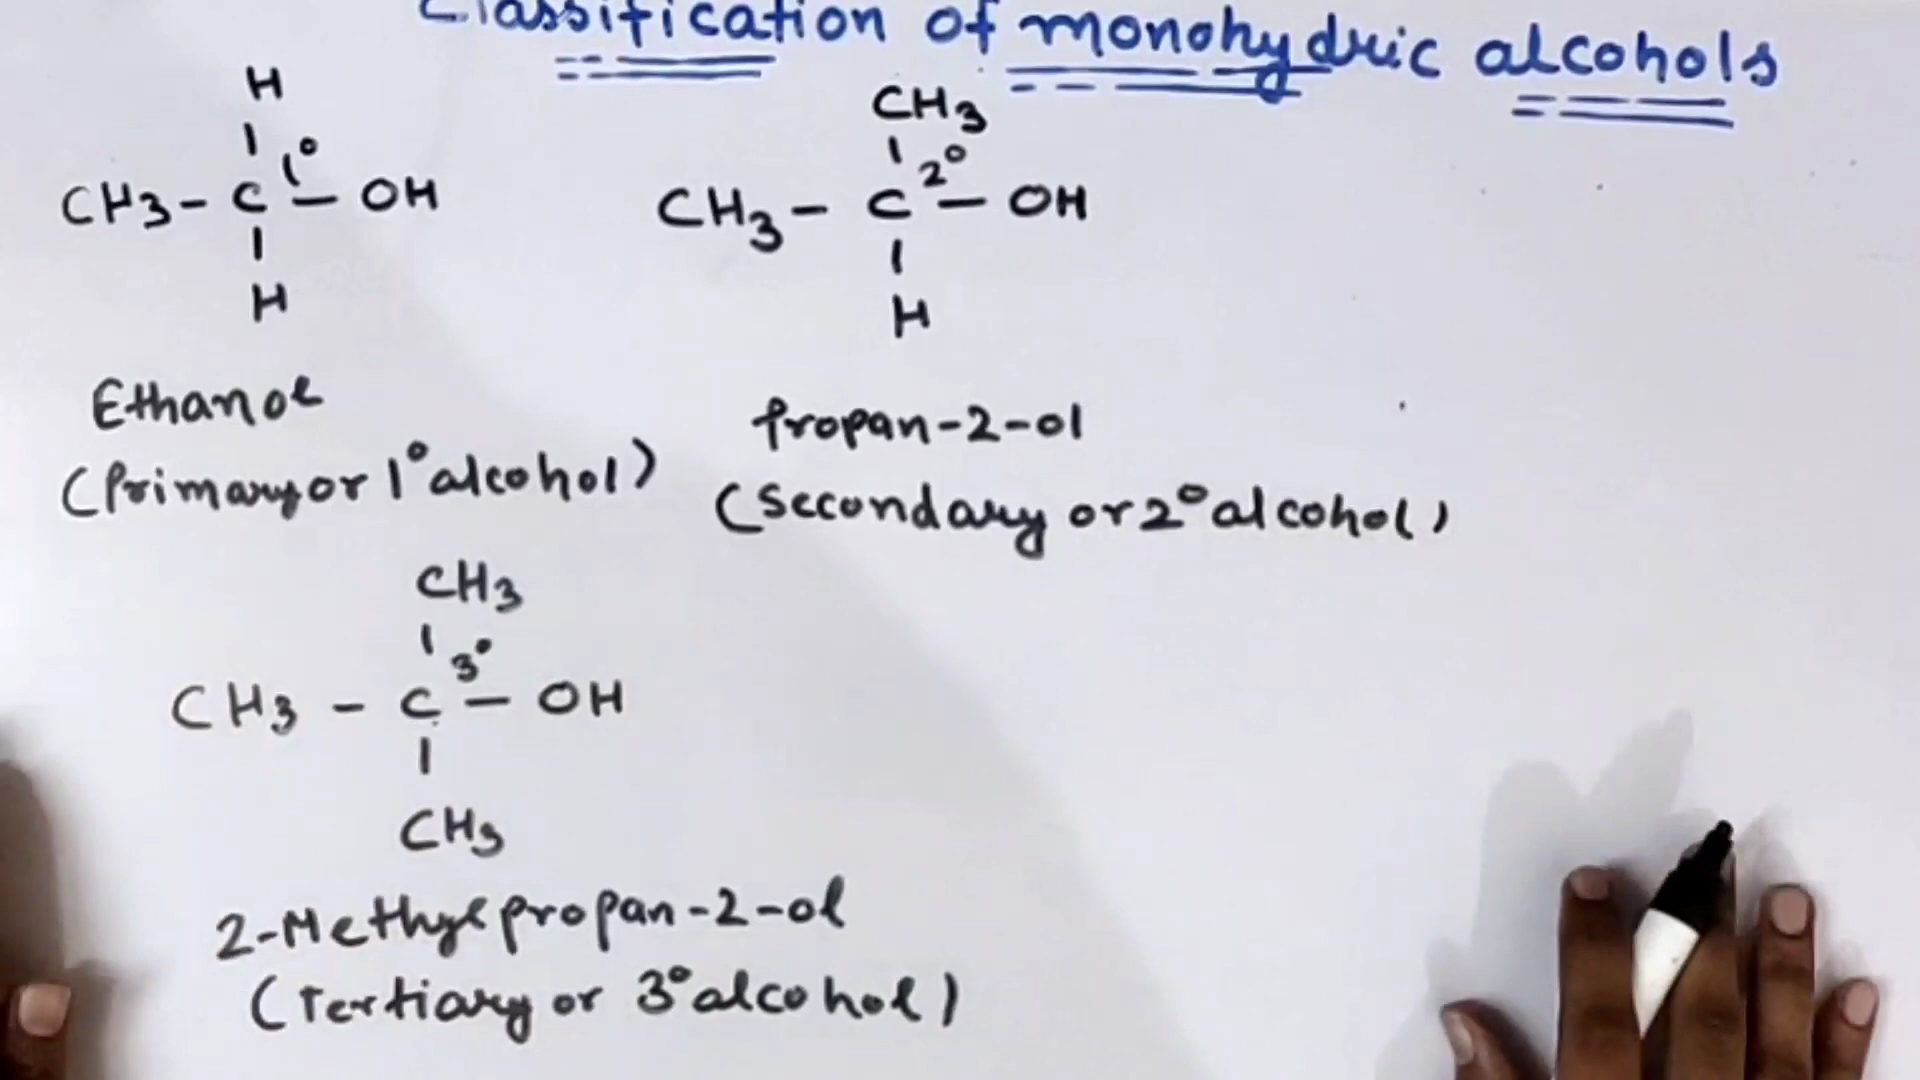 Classification of monohydric alcohols
H
|
CH3 - C 1° - OH
|
H
Ethanol
(Primary or 1° alcohol)
CH3
|
CH3 - C 2° - OH
|
H
Propan-2-ol
(Secondary or 2° alcohol)
CH3
|
CH3 - C 3° - OH
|
CH3
2-Methylpropan-2-ol
(Tertiary or 3° alcohol)